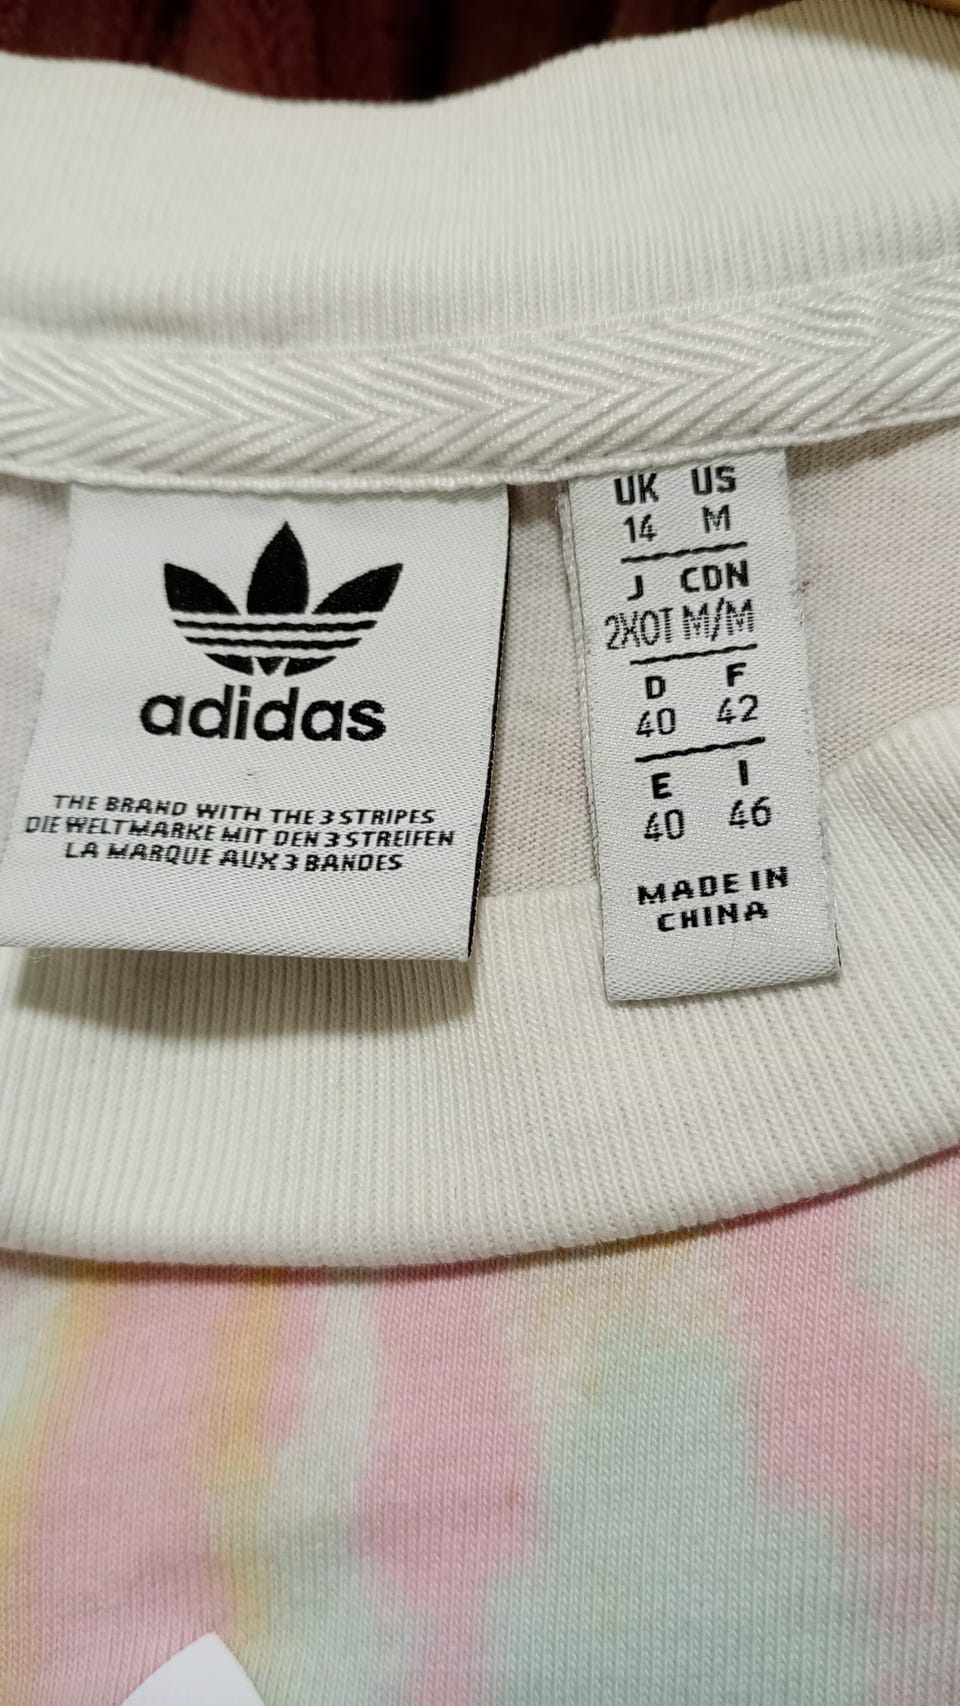 adidas
THE BRAND WITH THE 3 STRIPES
DIE WELTMARKE MIT DEN 3 STREIFEN
LA MARQUE AUX 3 BANDES
UK US
14 M
J CDN
2XOT M/M
D F
40 42
E I
40 46
MADE IN
CHINA